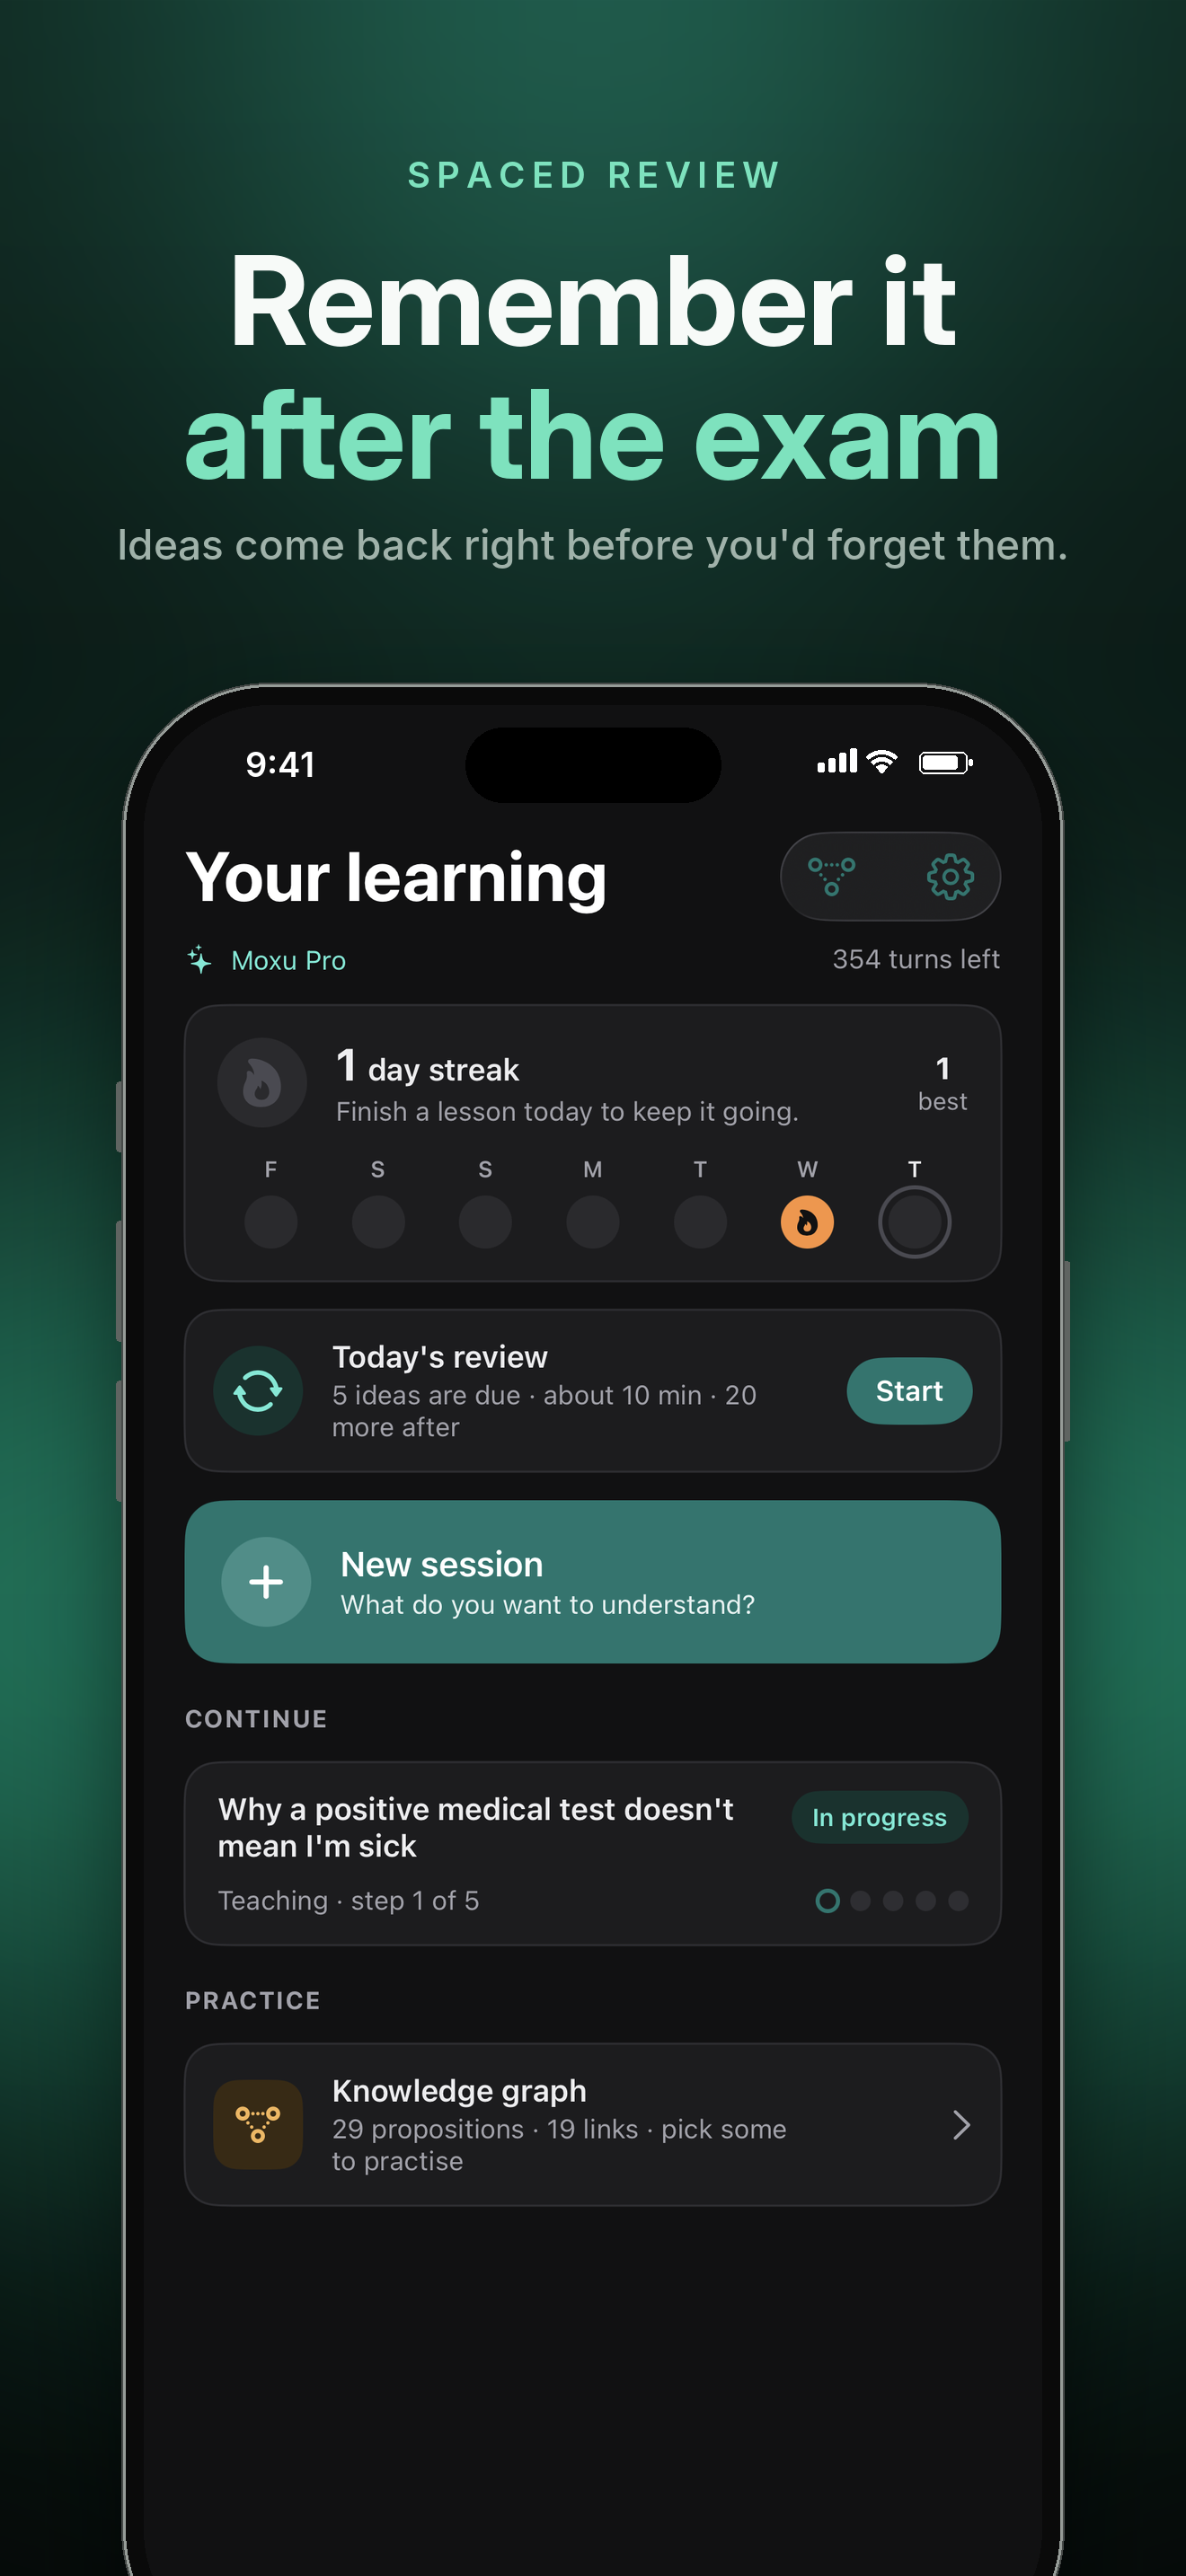 SPACED REVIEW
Remember it
after the exam
Ideas come back right before you'd forget them.
9:41
Your learning
Moxu Pro
354 turns left
1 day streak
Finish a lesson today to keep it going.
1
best
F S S M T W T
Today's review
5 ideas are due · about 10 min · 20
more after
Start
New session
What do you want to understand?
CONTINUE
Why a positive medical test doesn't
mean I'm sick
In progress
Teaching · step 1 of 5
PRACTICE
Knowledge graph
29 propositions · 19 links · pick some
to practise